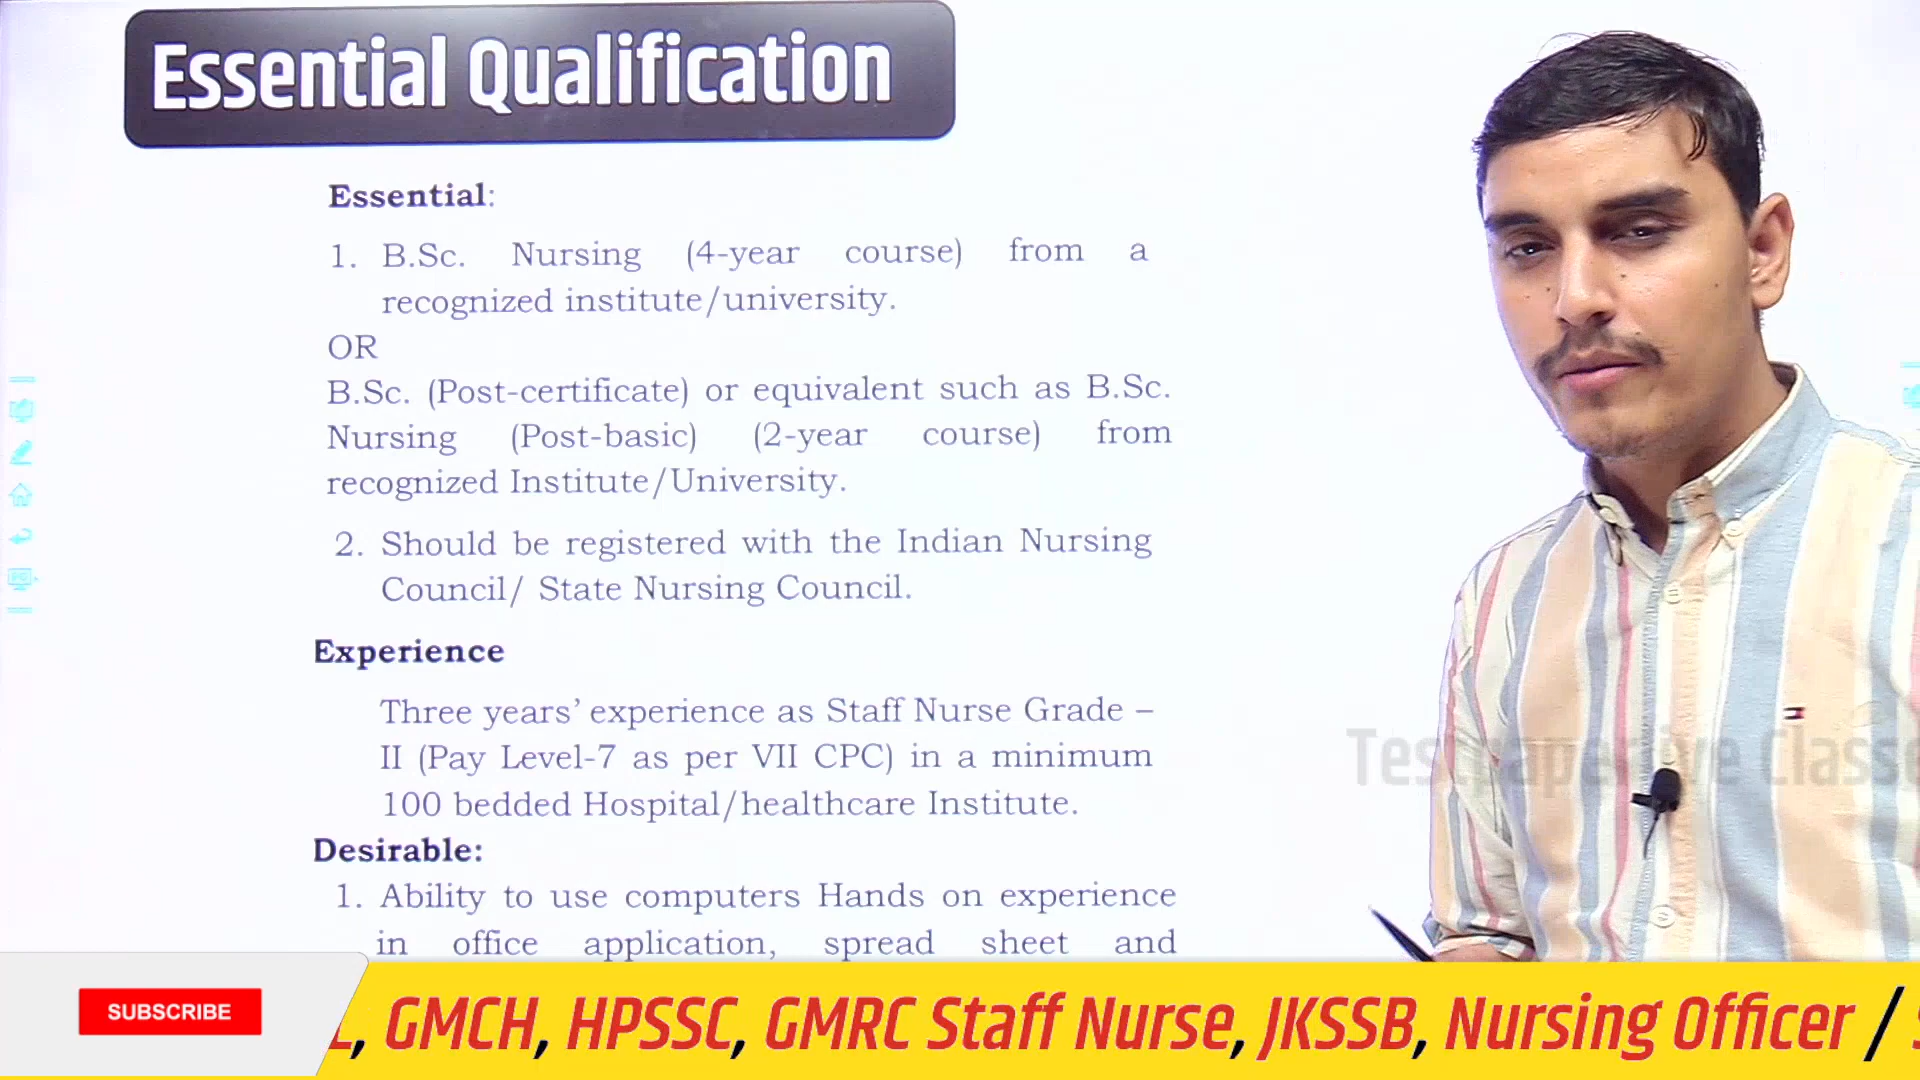 Essential Qualification
Essential:
1. B.Sc. Nursing (4-year course) from a
recognized institute/university.
OR
B.Sc. (Post-certificate) or equivalent such as B.Sc.
Nursing (Post-basic) (2-year course) from
recognized Institute/University.
2. Should be registered with the Indian Nursing
Council/ State Nursing Council.
Experience
Three years’ experience as Staff Nurse Grade –
II (Pay Level-7 as per VII CPC) in a minimum
100 bedded Hospital/healthcare Institute.
Desirable:
1. Ability to use computers Hands on experience
in office application, spread sheet and
SUBSCRIBE
, GMCH, HPSSC, GMRC Staff Nurse, JKSSB, Nursing Officer /